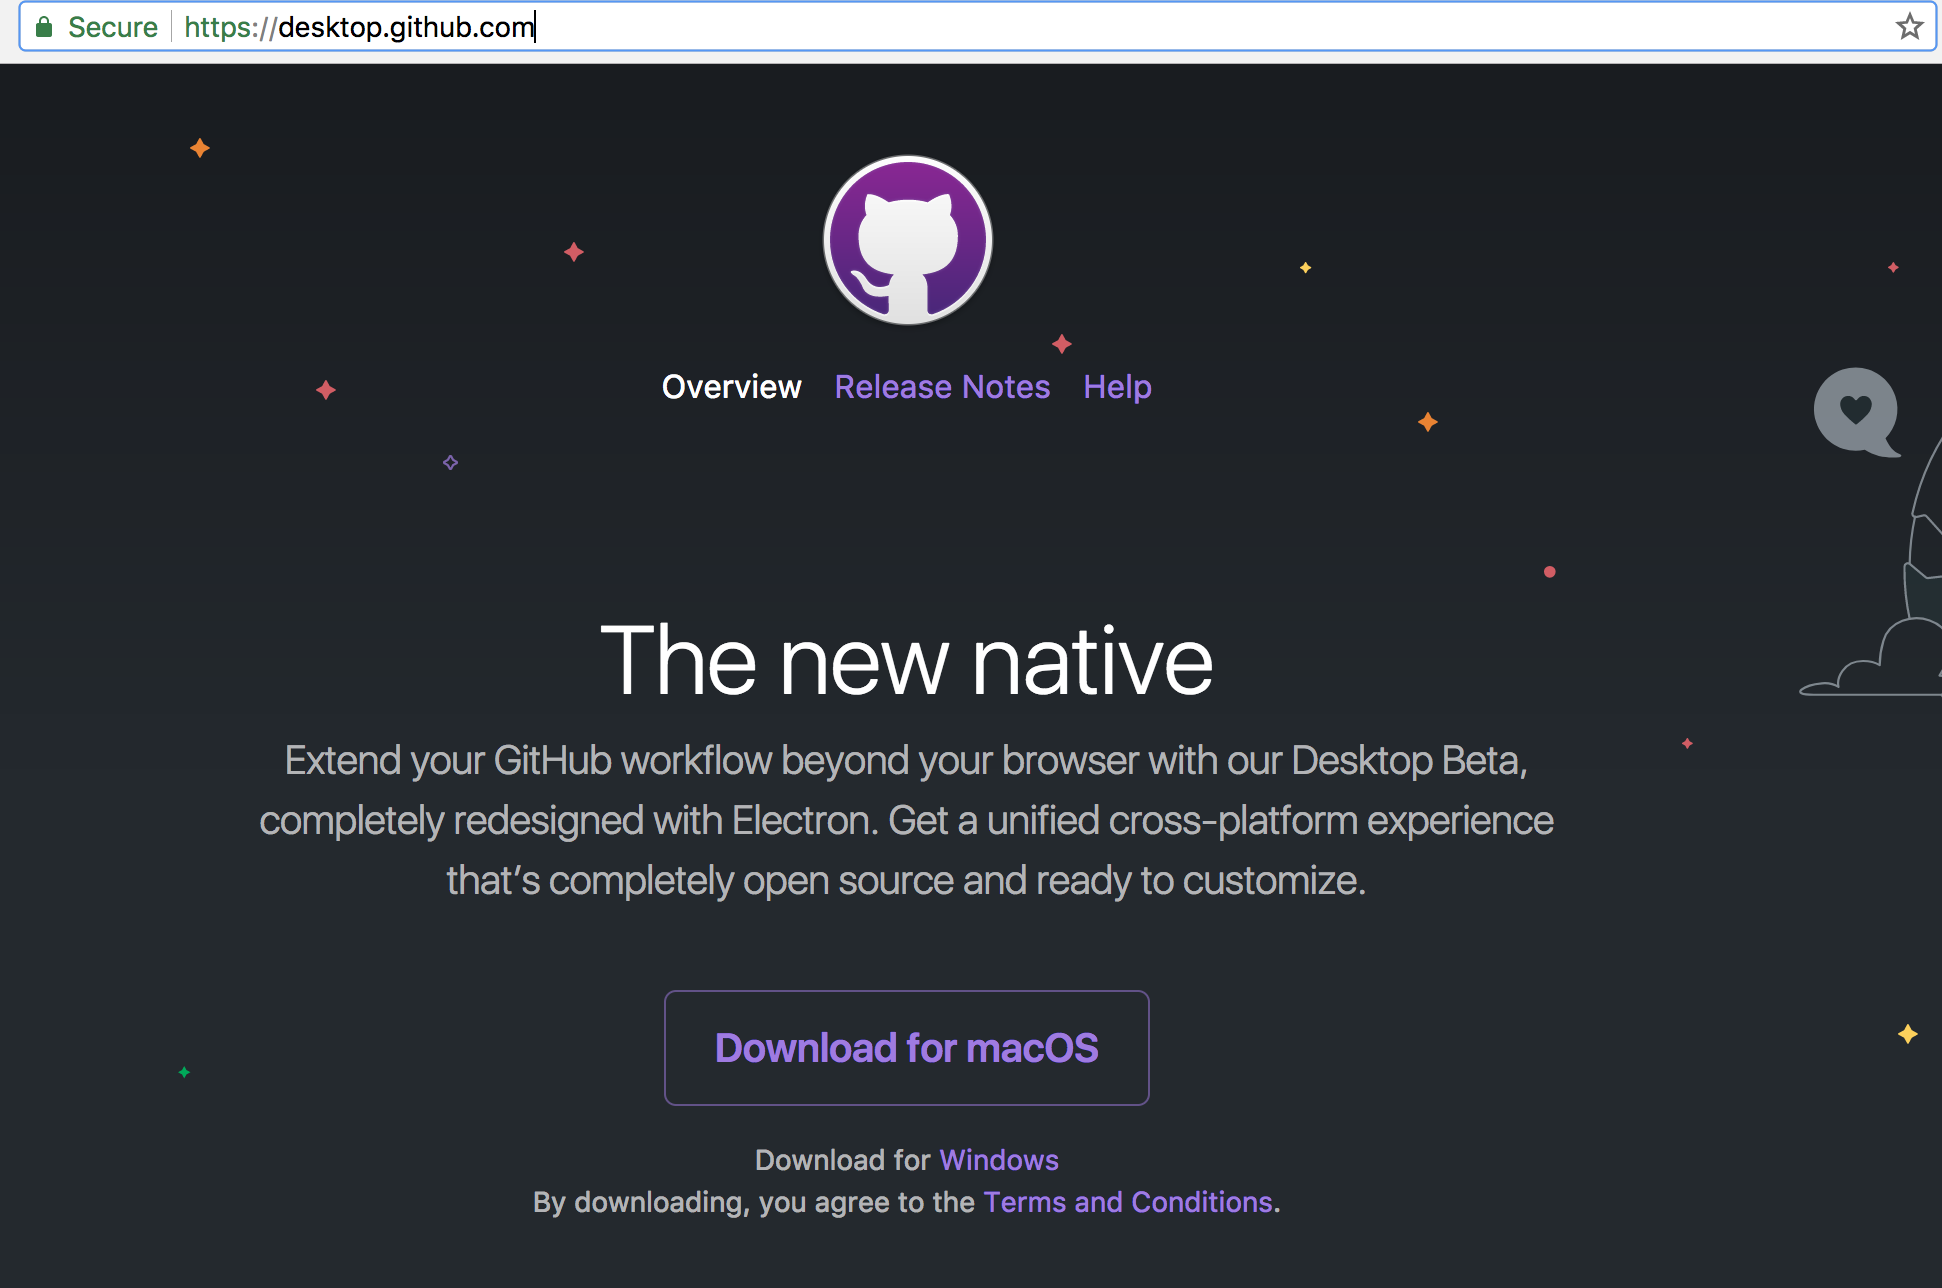 Secure https://desktop.github.com
Overview Release Notes Help
The new native
Extend your GitHub workflow beyond your browser with our Desktop Beta,
completely redesigned with Electron. Get a unified cross-platform experience
that’s completely open source and ready to customize.
Download for macOS
Download for Windows
By downloading, you agree to the Terms and Conditions.